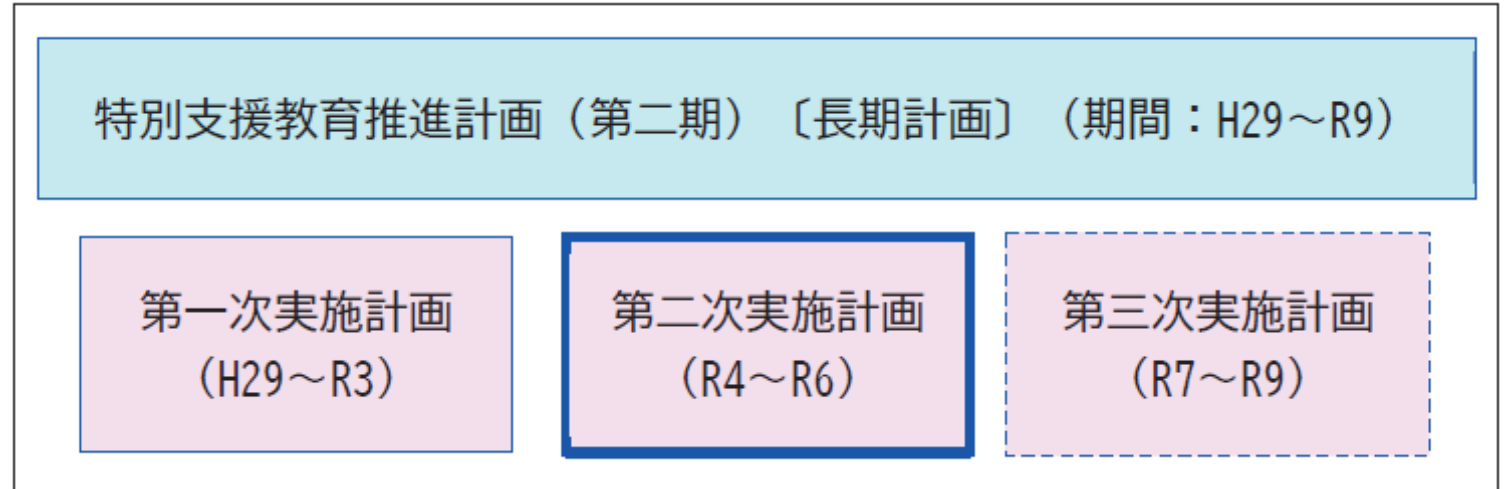 特別支援教育推進計画（第二期）〔長期計画〕（期間：H29～R9）
第一次実施計画
（H29～R3）
第二次実施計画
（R4～R6）
第三次実施計画
（R7～R9）